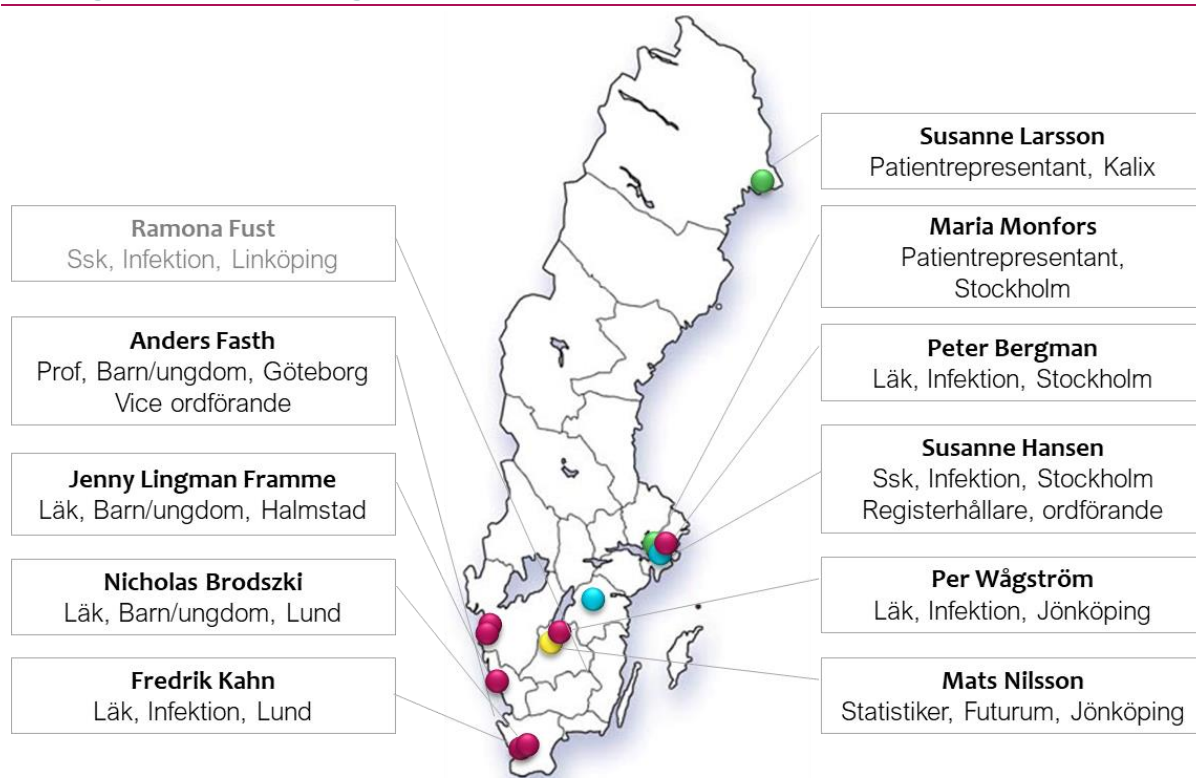 Ramona Fust
Ssk, Infektion, Linköping
Anders Fasth
Prof, Barn/ungdom, Göteborg
Vice ordförande
Jenny Lingman Framme
Läk, Barn/ungdom, Halmstad
Nicholas Brodszki
Läk, Barn/ungdom, Lund
Fredrik Kahn
Läk, Infektion, Lund
Susanne Larsson
Patientrepresentant, Kalix
Maria Monfors
Patientrepresentant,
Stockholm
Peter Bergman
Läk, Infektion, Stockholm
Susanne Hansen
Ssk, Infektion, Stockholm
Registerhållare, ordförande
Per Wågström
Läk, Infektion, Jönköping
Mats Nilsson
Statistiker, Futurum, Jönköping